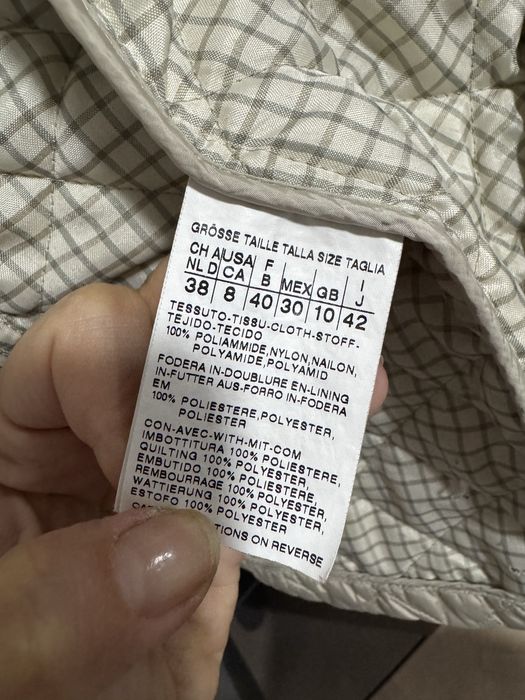 GRÖSSE TAILLE TALLA SIZE TAGLIA
CH A USA F I
NL D CA B MEX GB J
38 8 40 30 10 42
TESSUTO-TISSU-CLOTH-STOFF-
TEJIDO-TECIDO
100% POLIAMMIDE,NYLON,NAILON,
POLYAMIDE,POLYAMID
FODERA IN-DOUBLURE EN-LINING
IN-FUTTER AUS-FORRO IN-FODERA
EM
100% POLIESTERE,POLYESTER,
POLIESTER
CON-AVEC-WITH-MIT-COM
IMBOTTITURA 100% POLIESTERE,
QUILTING 100% POLYESTER,
EMBUTIDO 100% POLIESTERE,
REMBOURRAGE 100% POLYESTER,
WATTIERUNG 100% POLYESTER,
ESTOFO 100% POLYESTER
ON REVERSE